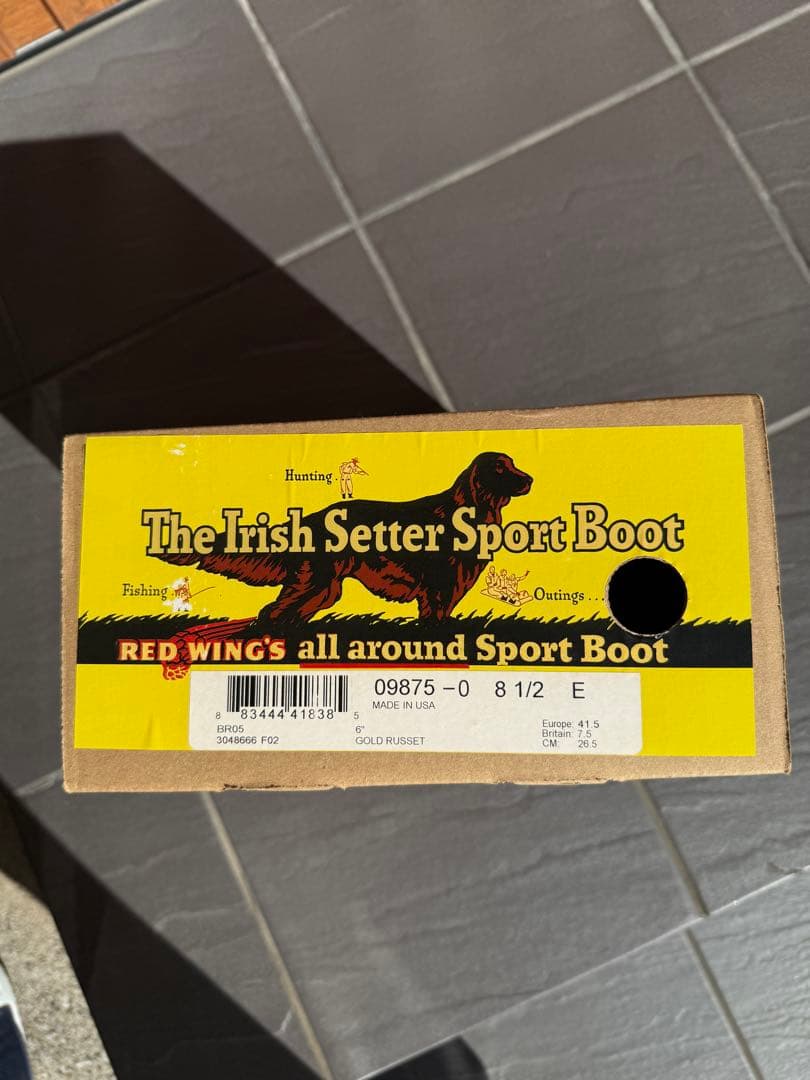 Hunting
The Irish Setter Sport Boot
Fishing
Outings...
RED WING'S all around Sport Boot
09875-0 8 1/2 E
MADE IN USA
8 83444 41838 5
BR05 6"
3048666 F02 GOLD RUSSET
Europe: 41.5
Britain: 7.5
CM: 26.5